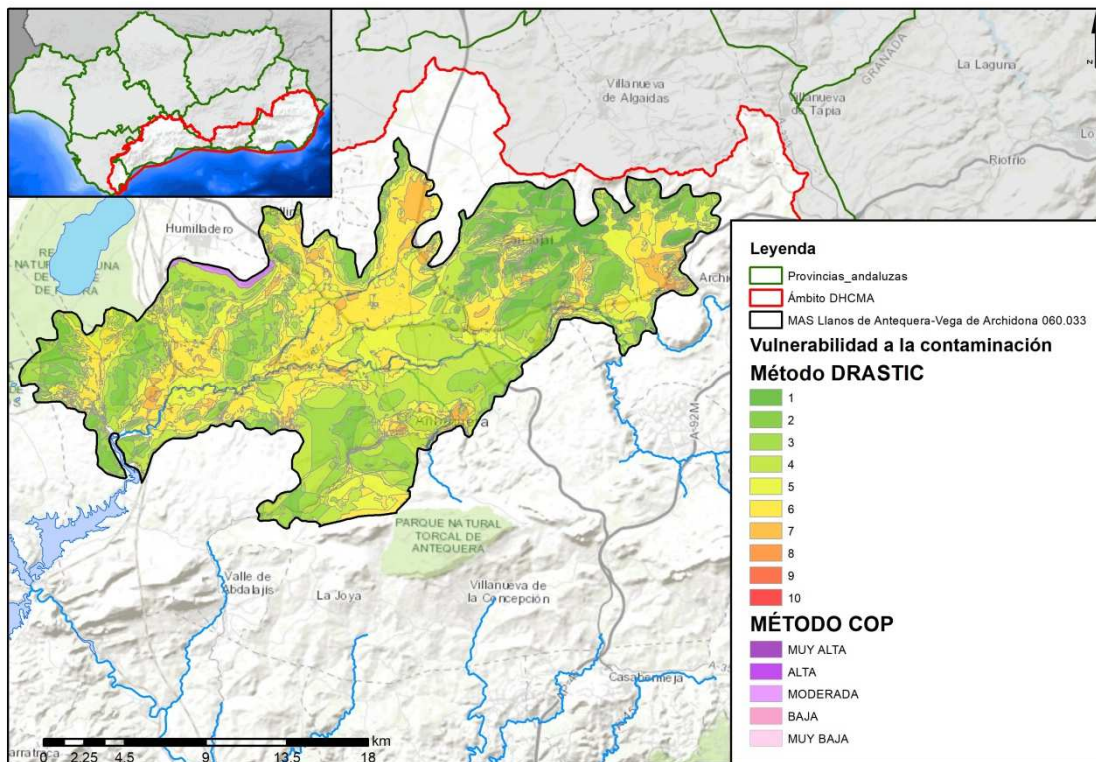 Villanueva
de Algaidas
GRANADA
La Laguna
Villanueva
de Tapia
Riofrío
Humilladero
MAS Llanos de Antequera-Vega de Archidona 060.033
Leyenda
Provincias_andaluzas
Ámbito DHCMA
Vulnerabilidad a la contaminación
Método DRASTIC
1
2
3
4
5
6
7
8
9
10
MÉTODO COP
MUY ALTA
ALTA
MODERADA
BAJA
MUY BAJA
A-92M
PARQUE NATURAL
TORCAL DE
ANTEQUERA
Valle de
Abdalajís
La Joya
Villanueva de
la Concepción
Casabermeja
km
0 2.25 4.5 9 13.5 18